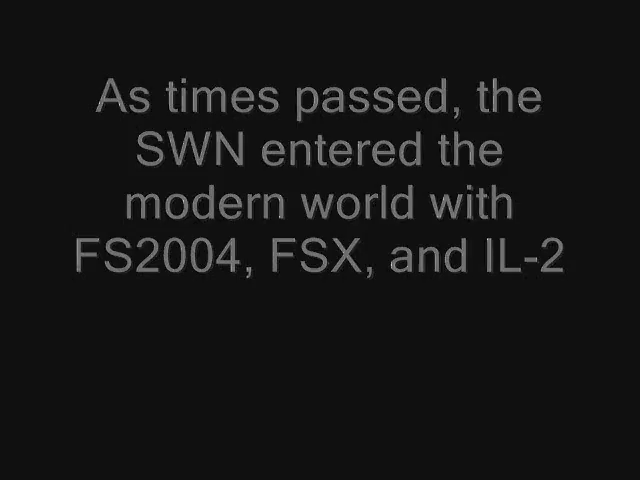 As times passed, the
SWN entered the
modern world with
FS2004, FSX, and IL-2